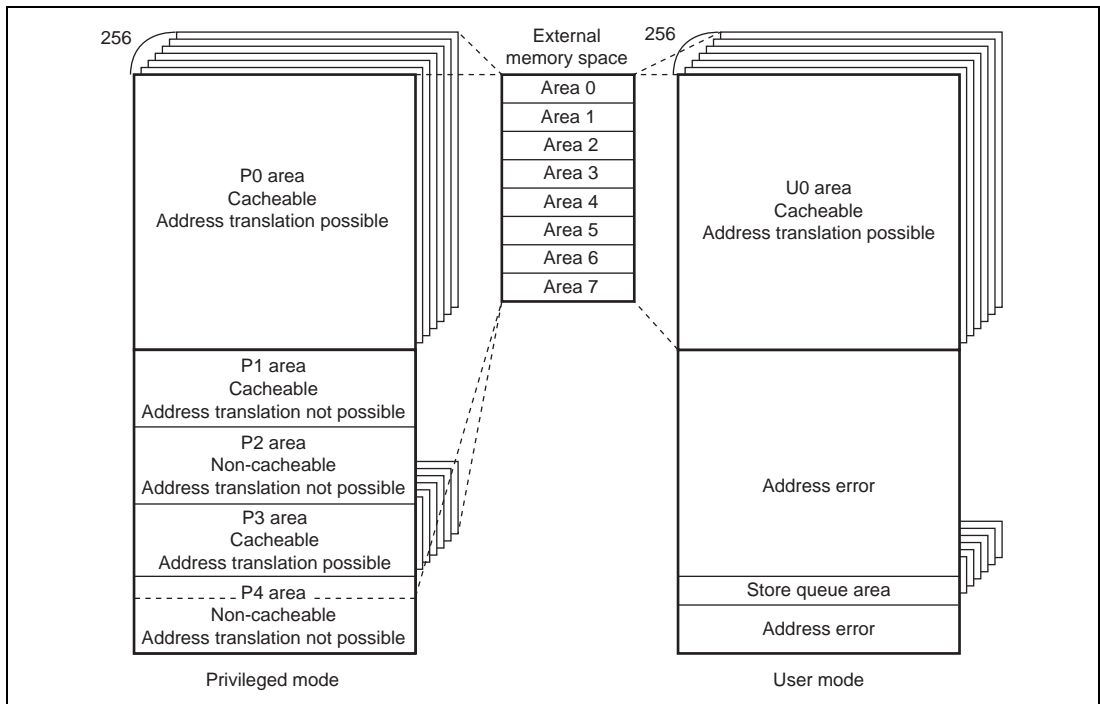 256
P0 area
Cacheable
Address translation possible
P1 area
Cacheable
Address translation not possible
P2 area
Non-cacheable
Address translation not possible
P3 area
Cacheable
Address translation possible
P4 area
Non-cacheable
Address translation not possible
Privileged mode
External
memory space
Area 0
Area 1
Area 2
Area 3
Area 4
Area 5
Area 6
Area 7
256
U0 area
Cacheable
Address translation possible
Address error
Store queue area
Address error
User mode